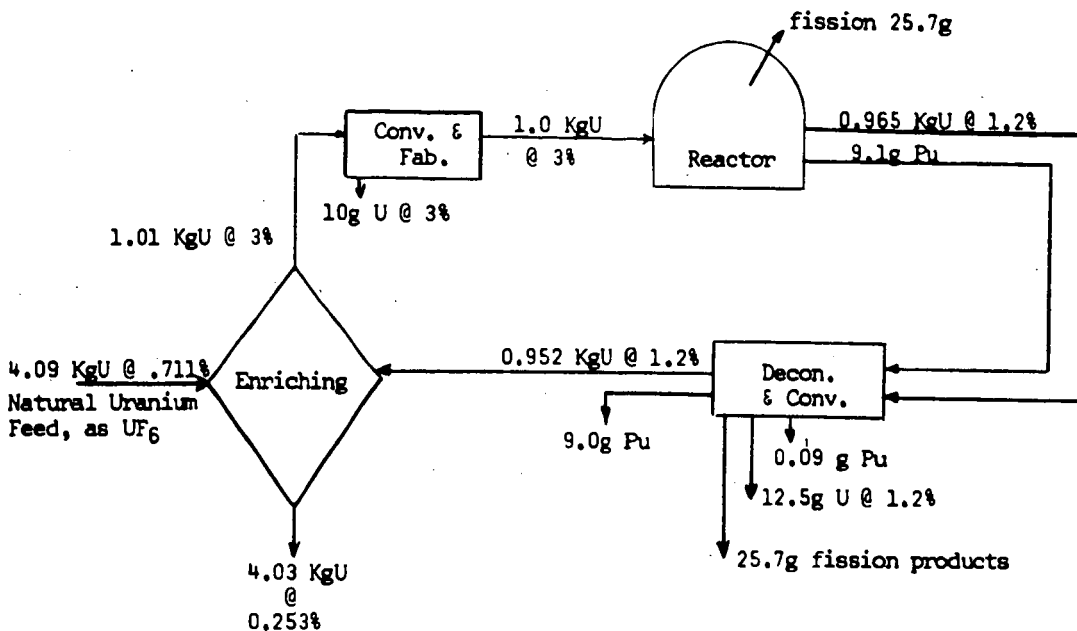 fission 25.7g
Conv. &
Fab.
1.0 KgU
@ 3%
Reactor
0.965 KgU @ 1.2%
9.1g Pu
10g U @ 3%
1.01 KgU @ 3%
4.09 KgU @ .711%
Natural Uranium
Feed, as UF6
Enriching
0.952 KgU @ 1.2%
Decon.
& Conv.
9.0g Pu
0.09 g Pu
12.5g U @ 1.2%
25.7g fission products
4.03 KgU
@
0.253%